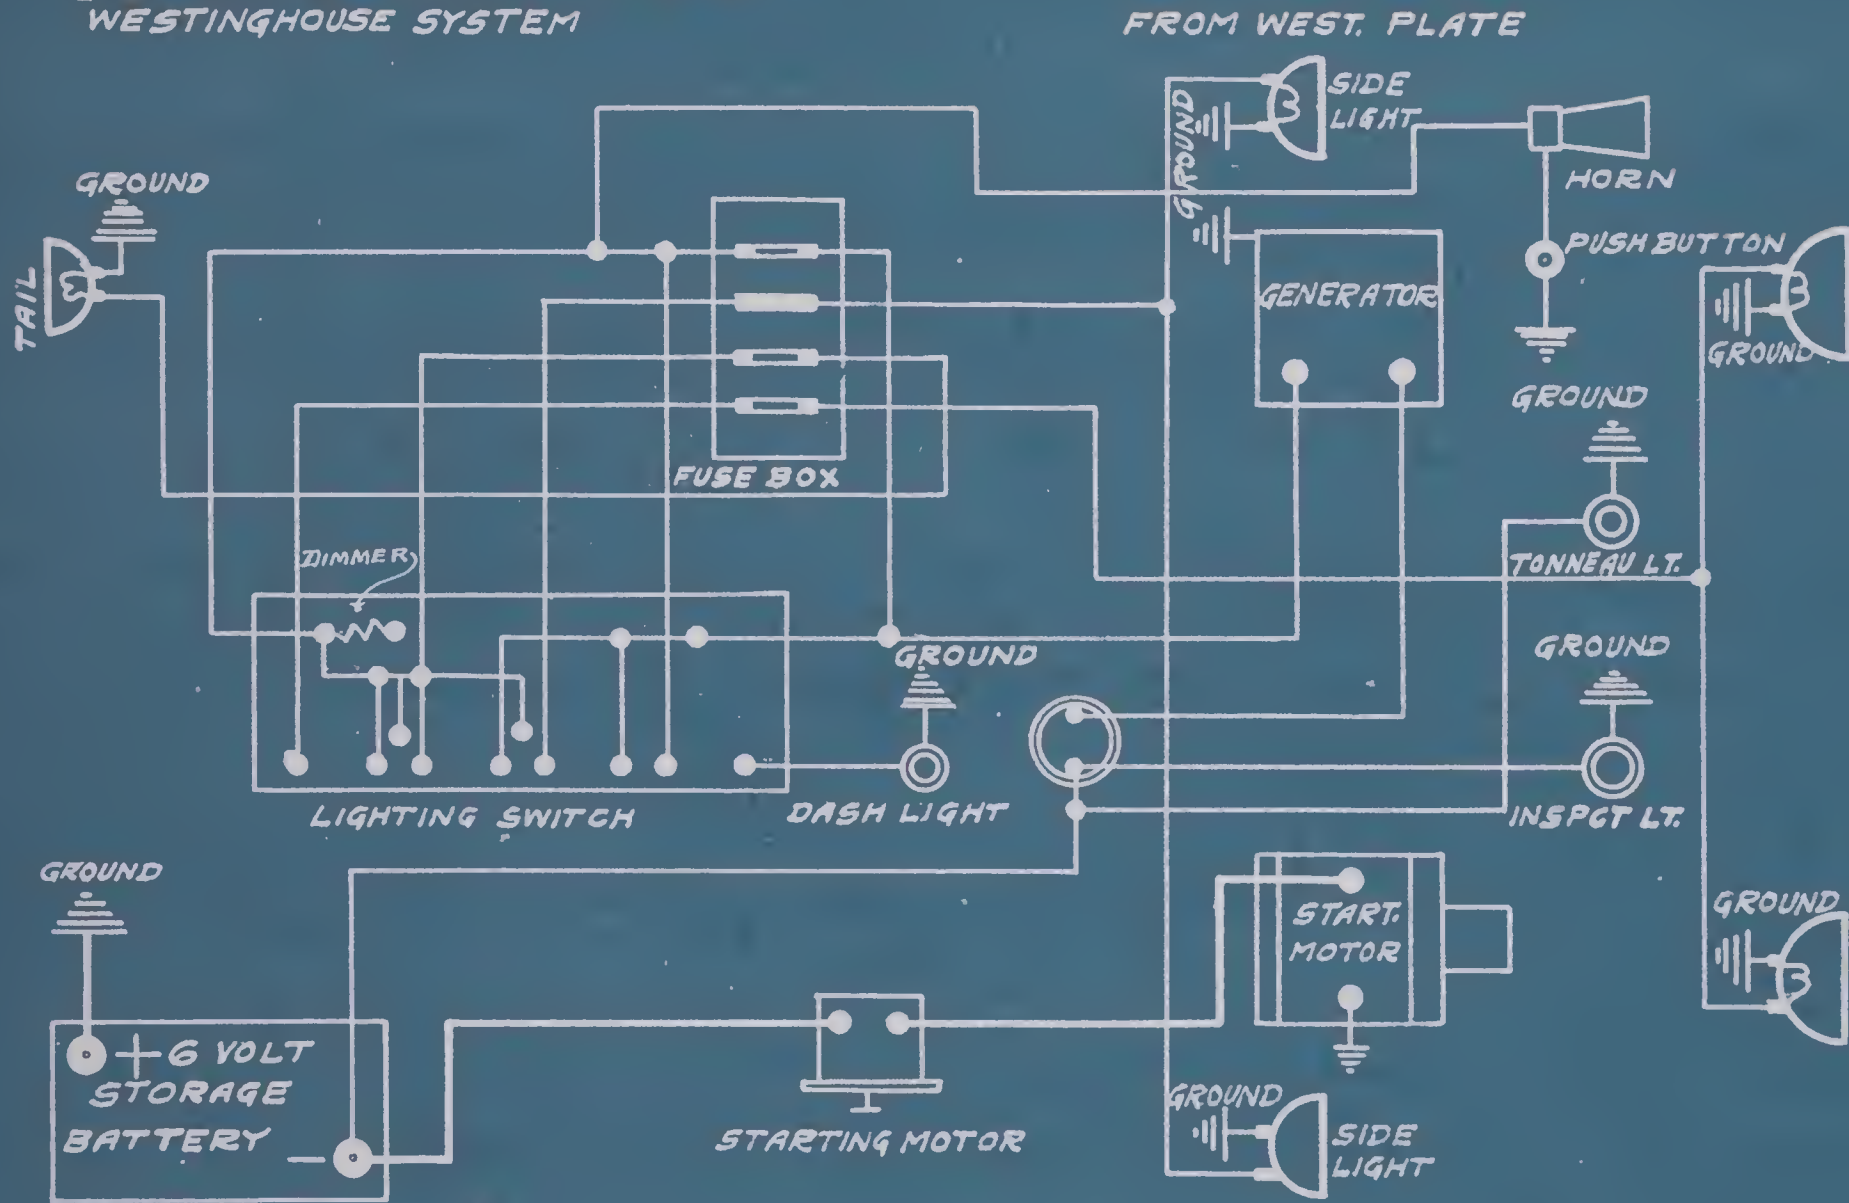 WESTINGHOUSE SYSTEM
FROM WEST. PLATE
SIDE
LIGHT
GROUND
HORN
GROUND
TAIL
PUSH BUTTON
GENERATOR
GROUND
GROUND
FUSE BOX
DIMMER
TONNEAU LT.
GROUND
GROUND
LIGHTING SWITCH
DASH LIGHT
INSPCT LT.
GROUND
START.
MOTOR
GROUND
+ 6 VOLT
STORAGE
BATTERY -
STARTING MOTOR
GROUND
SIDE
LIGHT